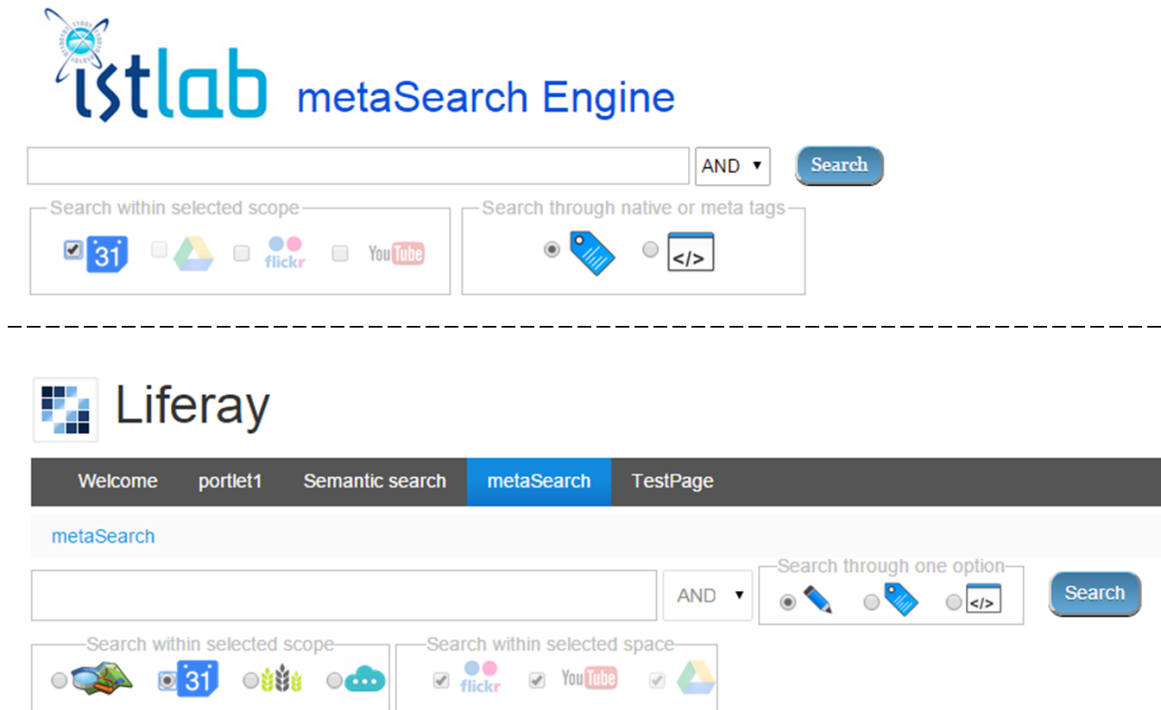 istlab metaSearch Engine
AND Search
Search within selected scope Search through native or meta tags
31 flickr YouTube </>
Liferay
Welcome portlet1 Semantic search metaSearch TestPage
metaSearch
Search through one option
AND </> Search
Search within selected scope Search within selected space
31 flickr YouTube